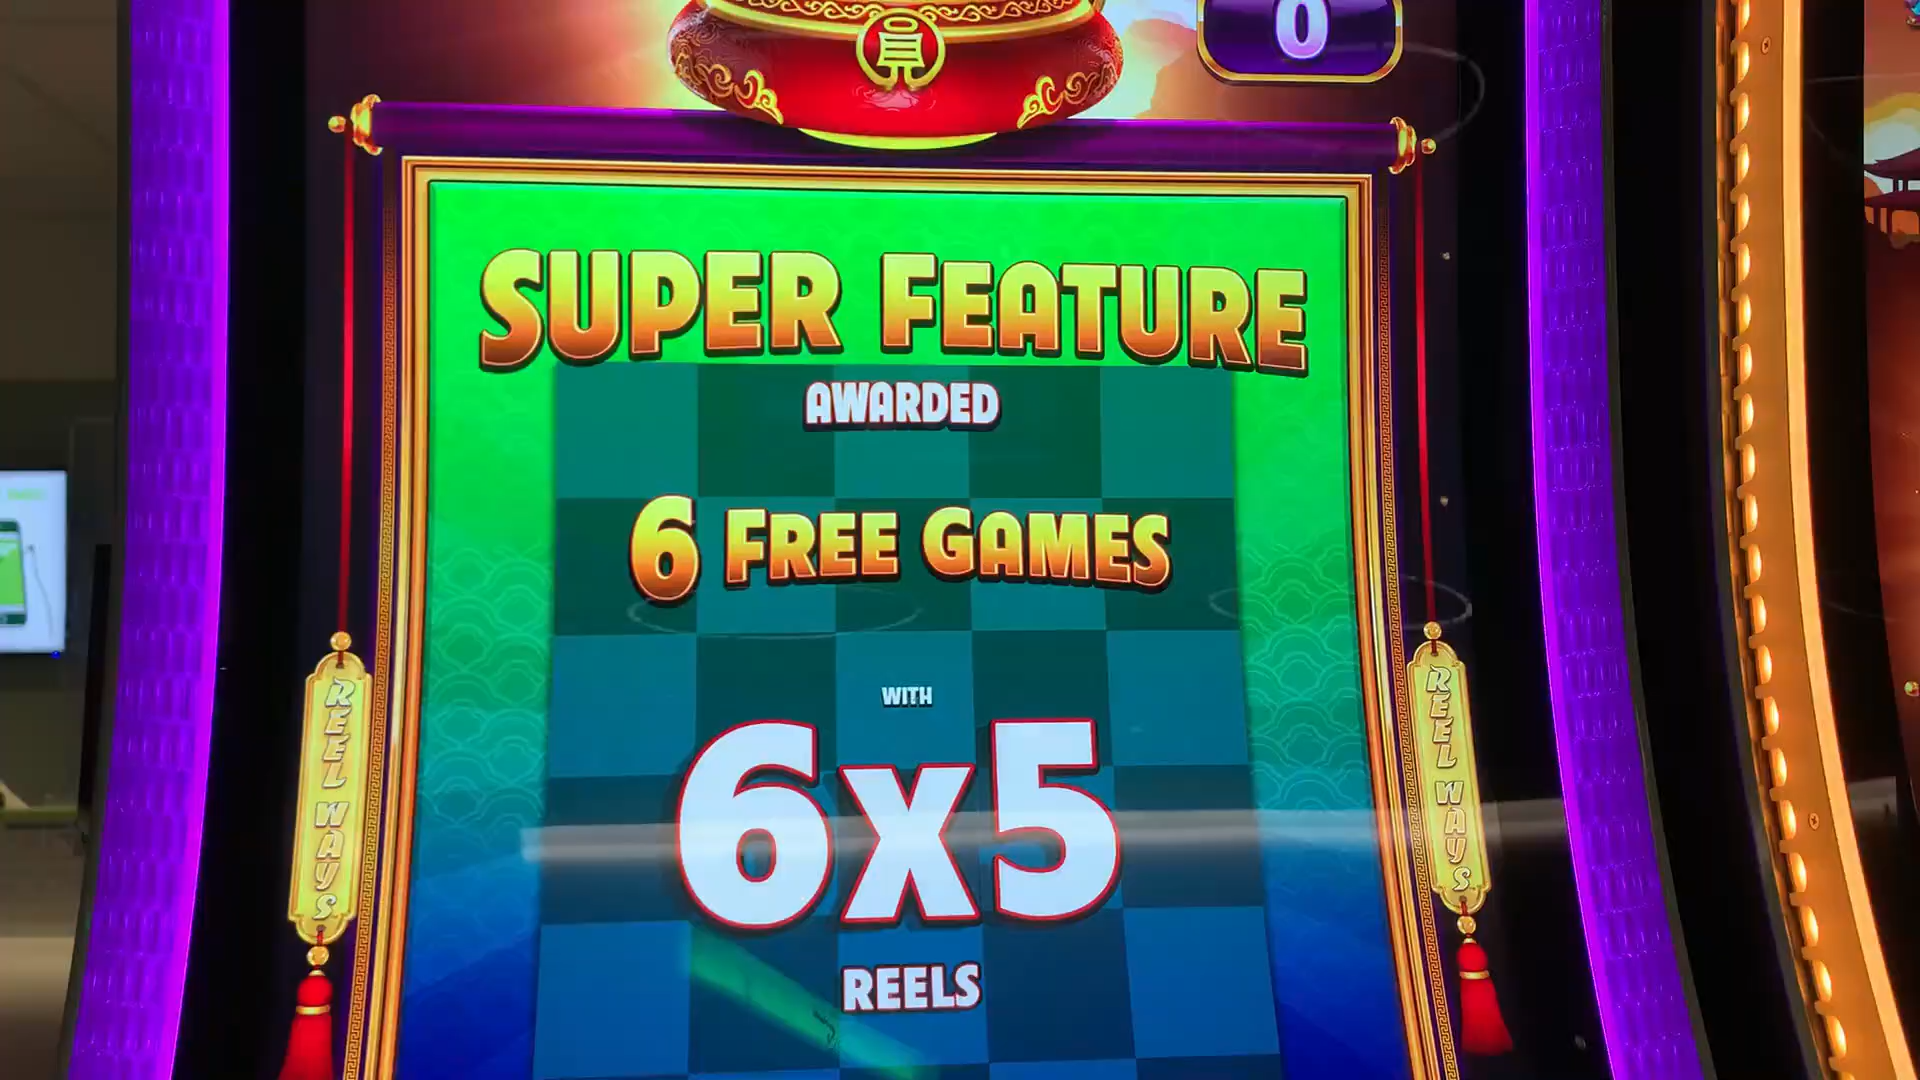 0
SUPER FEATURE
AWARDED
6 FREE GAMES
WITH
6x5
REELS
REEL WAYS
REEL WAYS